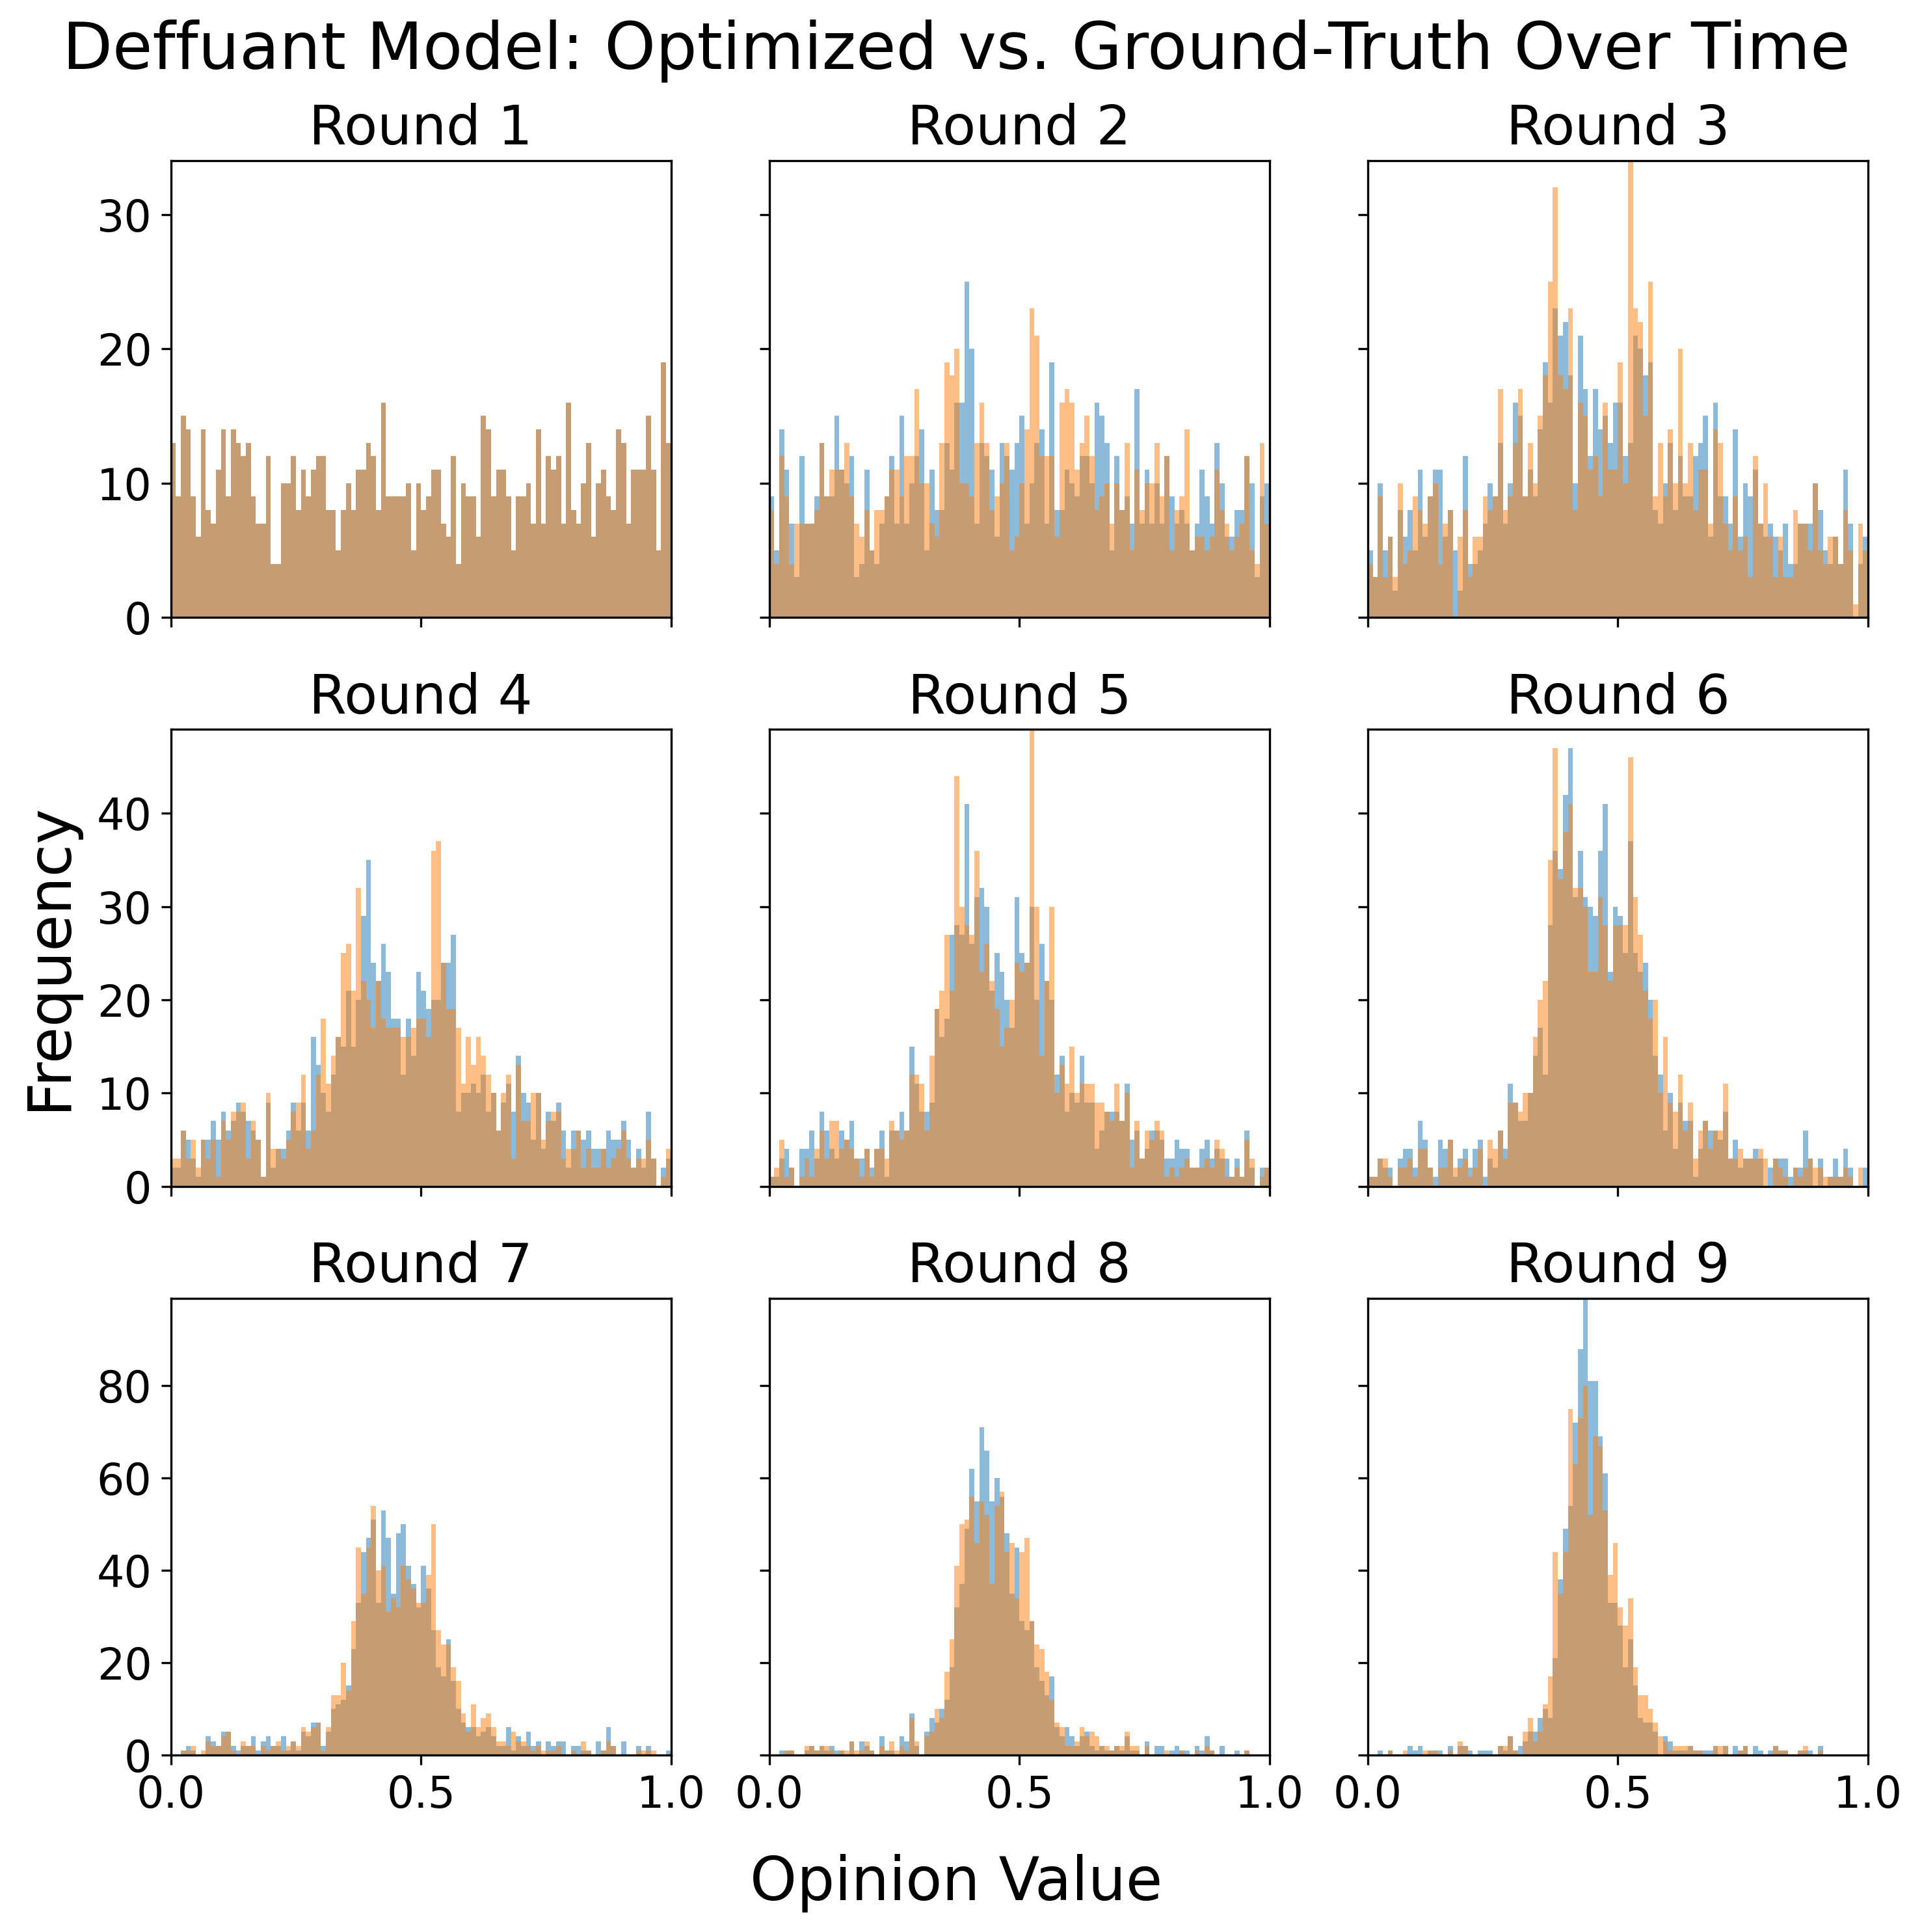 Deffuant Model: Optimized vs. Ground-Truth Over Time
Round 1
Round 2
Round 3
30
20
10
0
Round 4
Round 5
Round 6
Frequency
40
30
20
10
0
Round 7
Round 8
Round 9
80
60
40
20
0
0.0 0.5 1.0 0.0 0.5 1.0 0.0 0.5 1.0
Opinion Value